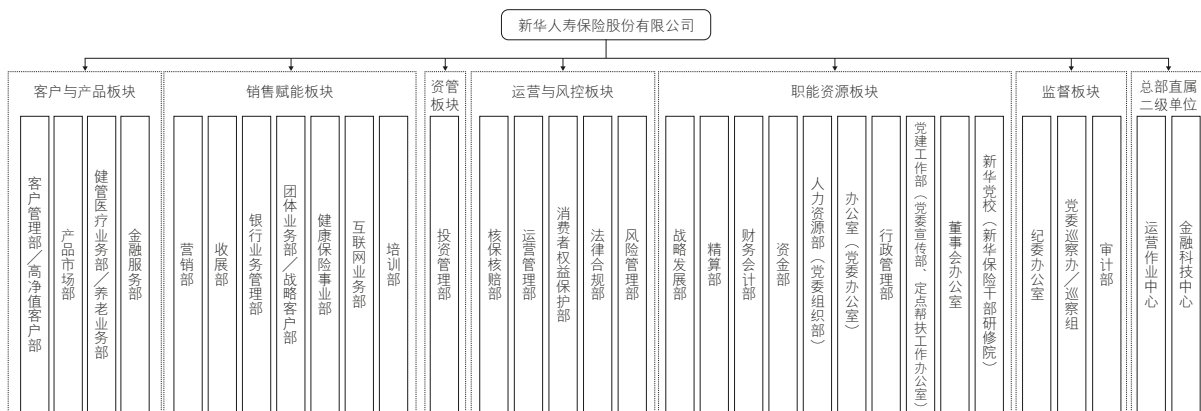 新华人寿保险股份有限公司
客户与产品板块
客户管理部／高净值客户部
产品市场部
健管医疗业务部／养老业务部
金融服务部
销售赋能板块
营销部
收展部
银行业务管理部
团体业务部／战略客户部
健康保险事业部
互联网业务部
培训部
资管
板块
投资管理部
运营与风控板块
核保核赔部
运营管理部
消费者权益保护部
法律合规部
风险管理部
职能资源板块
战略发展部
精算部
财务会计部
资金部
人力资源部（党委组织部）
办公室（党委办公室）
行政管理部
党建工作部（党委宣传部、定点帮扶工作办公室）
董事会办公室
新华党校（新华保险干部研修院）
监督板块
纪委办公室
党委巡察办／巡察组
审计部
总部直属
二级单位
运营作业中心
金融科技中心